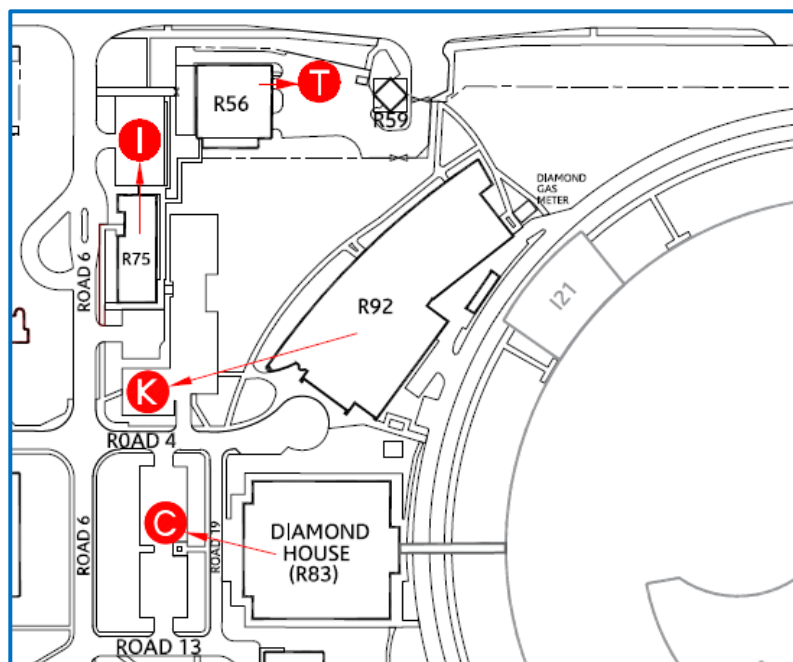 T
R56
R59
I
DIAMOND
GAS
METER
R75
ROAD 6
I21
R92
K
ROAD 4
C
ROAD 6
ROAD 19
DIAMOND
HOUSE
(R83)
ROAD 13